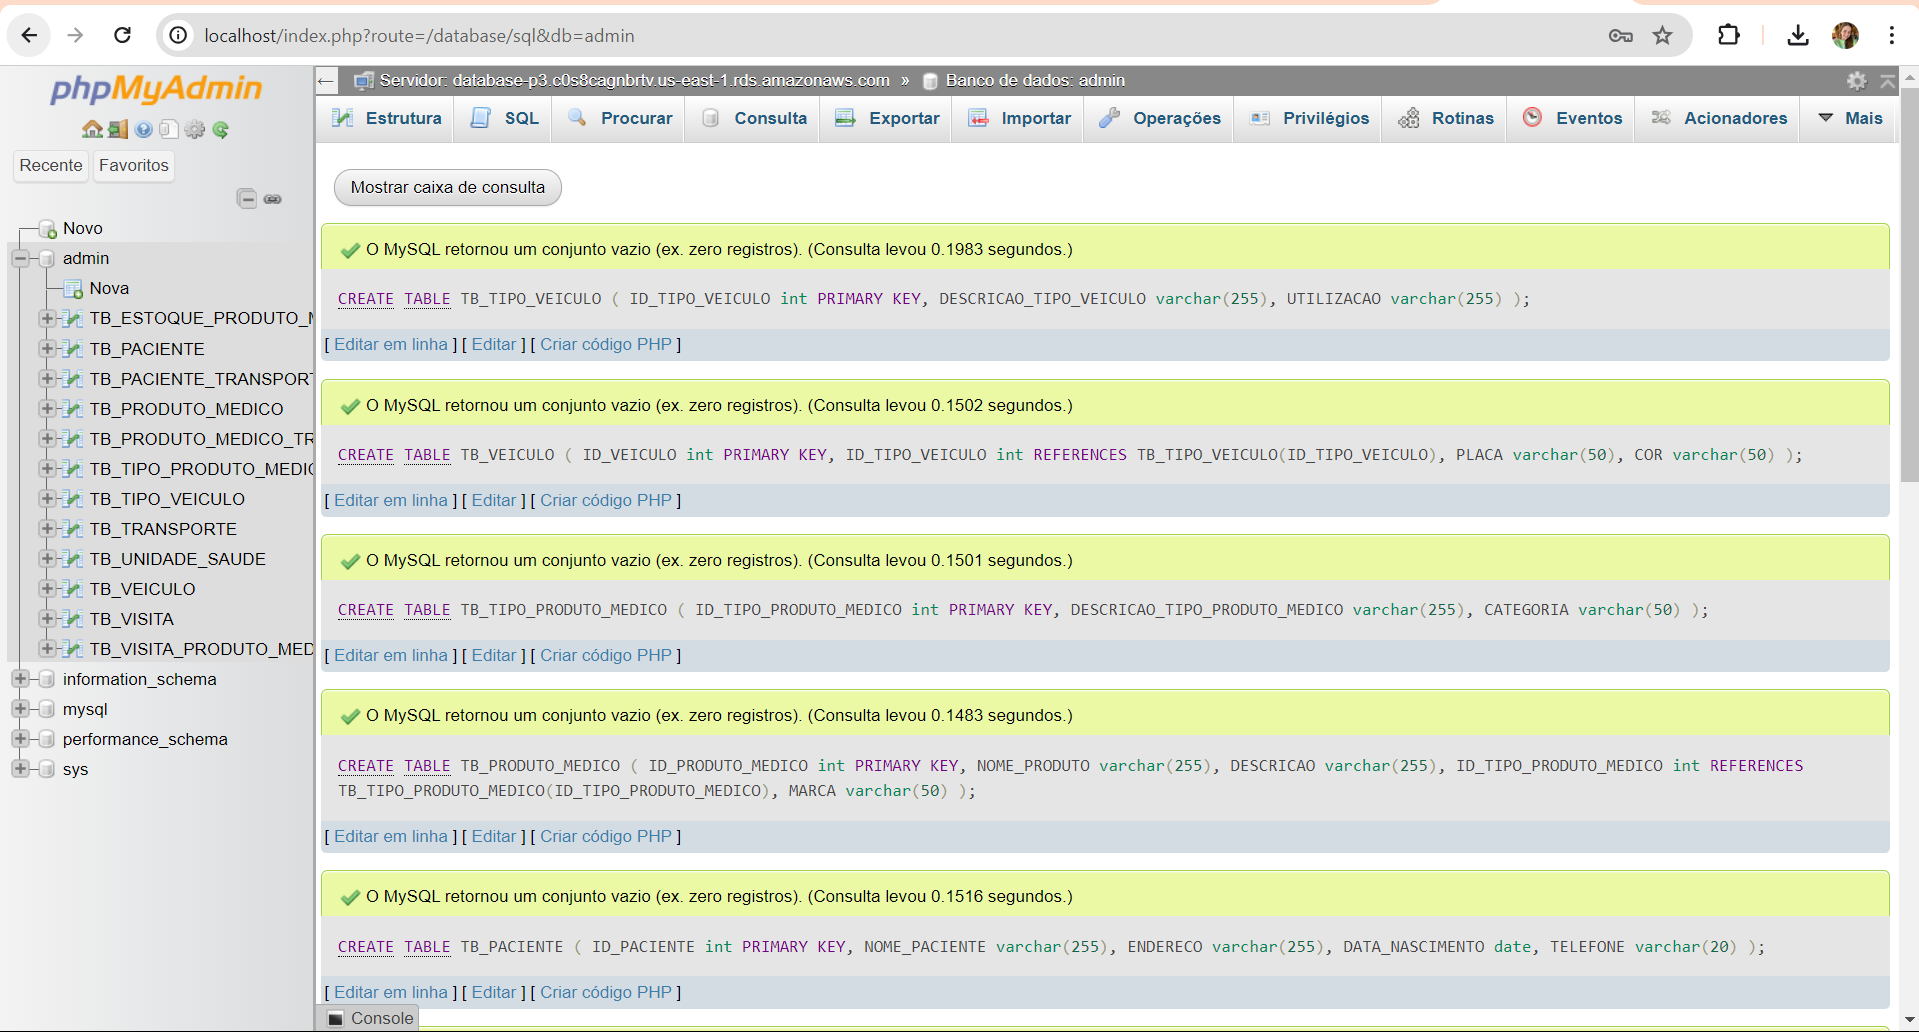 localhost/index.php?route=/database/sql&db=admin
phpMyAdmin
Recente Favoritos
Novo
admin
Nova
TB_ESTOQUE_PRODUTO_M
TB_PACIENTE
TB_PACIENTE_TRANSPORT
TB_PRODUTO_MEDICO
TB_PRODUTO_MEDICO_TR
TB_TIPO_PRODUTO_MEDIC
TB_TIPO_VEICULO
TB_TRANSPORTE
TB_UNIDADE_SAUDE
TB_VEICULO
TB_VISITA
TB_VISITA_PRODUTO_MED
information_schema
mysql
performance_schema
sys
Servidor: database-p3.c0s8cagnbrtv.us-east-1.rds.amazonaws.com » Banco de dados: admin
Estrutura SQL Procurar Consulta Exportar Importar Operações Privilégios Rotinas Eventos Acionadores Mais
Mostrar caixa de consulta
O MySQL retornou um conjunto vazio (ex. zero registros). (Consulta levou 0.1983 segundos.)
CREATE TABLE TB_TIPO_VEICULO ( ID_TIPO_VEICULO int PRIMARY KEY, DESCRICAO_TIPO_VEICULO varchar(255), UTILIZACAO varchar(255) );
[ Editar em linha ] [ Editar ] [ Criar código PHP ]
O MySQL retornou um conjunto vazio (ex. zero registros). (Consulta levou 0.1502 segundos.)
CREATE TABLE TB_VEICULO ( ID_VEICULO int PRIMARY KEY, ID_TIPO_VEICULO int REFERENCES TB_TIPO_VEICULO(ID_TIPO_VEICULO), PLACA varchar(50), COR varchar(50) );
[ Editar em linha ] [ Editar ] [ Criar código PHP ]
O MySQL retornou um conjunto vazio (ex. zero registros). (Consulta levou 0.1501 segundos.)
CREATE TABLE TB_TIPO_PRODUTO_MEDICO ( ID_TIPO_PRODUTO_MEDICO int PRIMARY KEY, DESCRICAO_TIPO_PRODUTO_MEDICO varchar(255), CATEGORIA varchar(50) );
[ Editar em linha ] [ Editar ] [ Criar código PHP ]
O MySQL retornou um conjunto vazio (ex. zero registros). (Consulta levou 0.1483 segundos.)
CREATE TABLE TB_PRODUTO_MEDICO ( ID_PRODUTO_MEDICO int PRIMARY KEY, NOME_PRODUTO varchar(255), DESCRICAO varchar(255), ID_TIPO_PRODUTO_MEDICO int REFERENCES
TB_TIPO_PRODUTO_MEDICO(ID_TIPO_PRODUTO_MEDICO), MARCA varchar(50) );
[ Editar em linha ] [ Editar ] [ Criar código PHP ]
O MySQL retornou um conjunto vazio (ex. zero registros). (Consulta levou 0.1516 segundos.)
CREATE TABLE TB_PACIENTE ( ID_PACIENTE int PRIMARY KEY, NOME_PACIENTE varchar(255), ENDERECO varchar(255), DATA_NASCIMENTO date, TELEFONE varchar(20) );
[ Editar em linha ] [ Editar ] [ Criar código PHP ]
Console